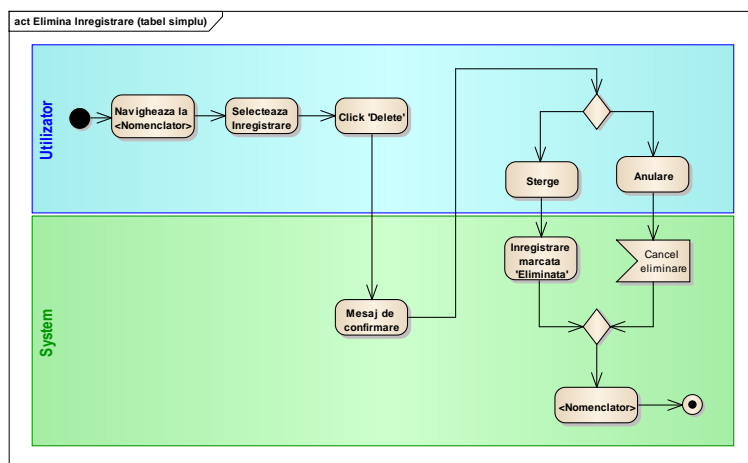 act Elimina Inregistrare (tabel simplu)
Utilizator
Navigheaza la
<Nomenclator>
Selecteaza
Inregistrare
Click 'Delete'
Sterge
Anulare
System
Inregistrare
marcata
'Eliminata'
Cancel
eliminare
Mesaj de
confirmare
<Nomenclator>